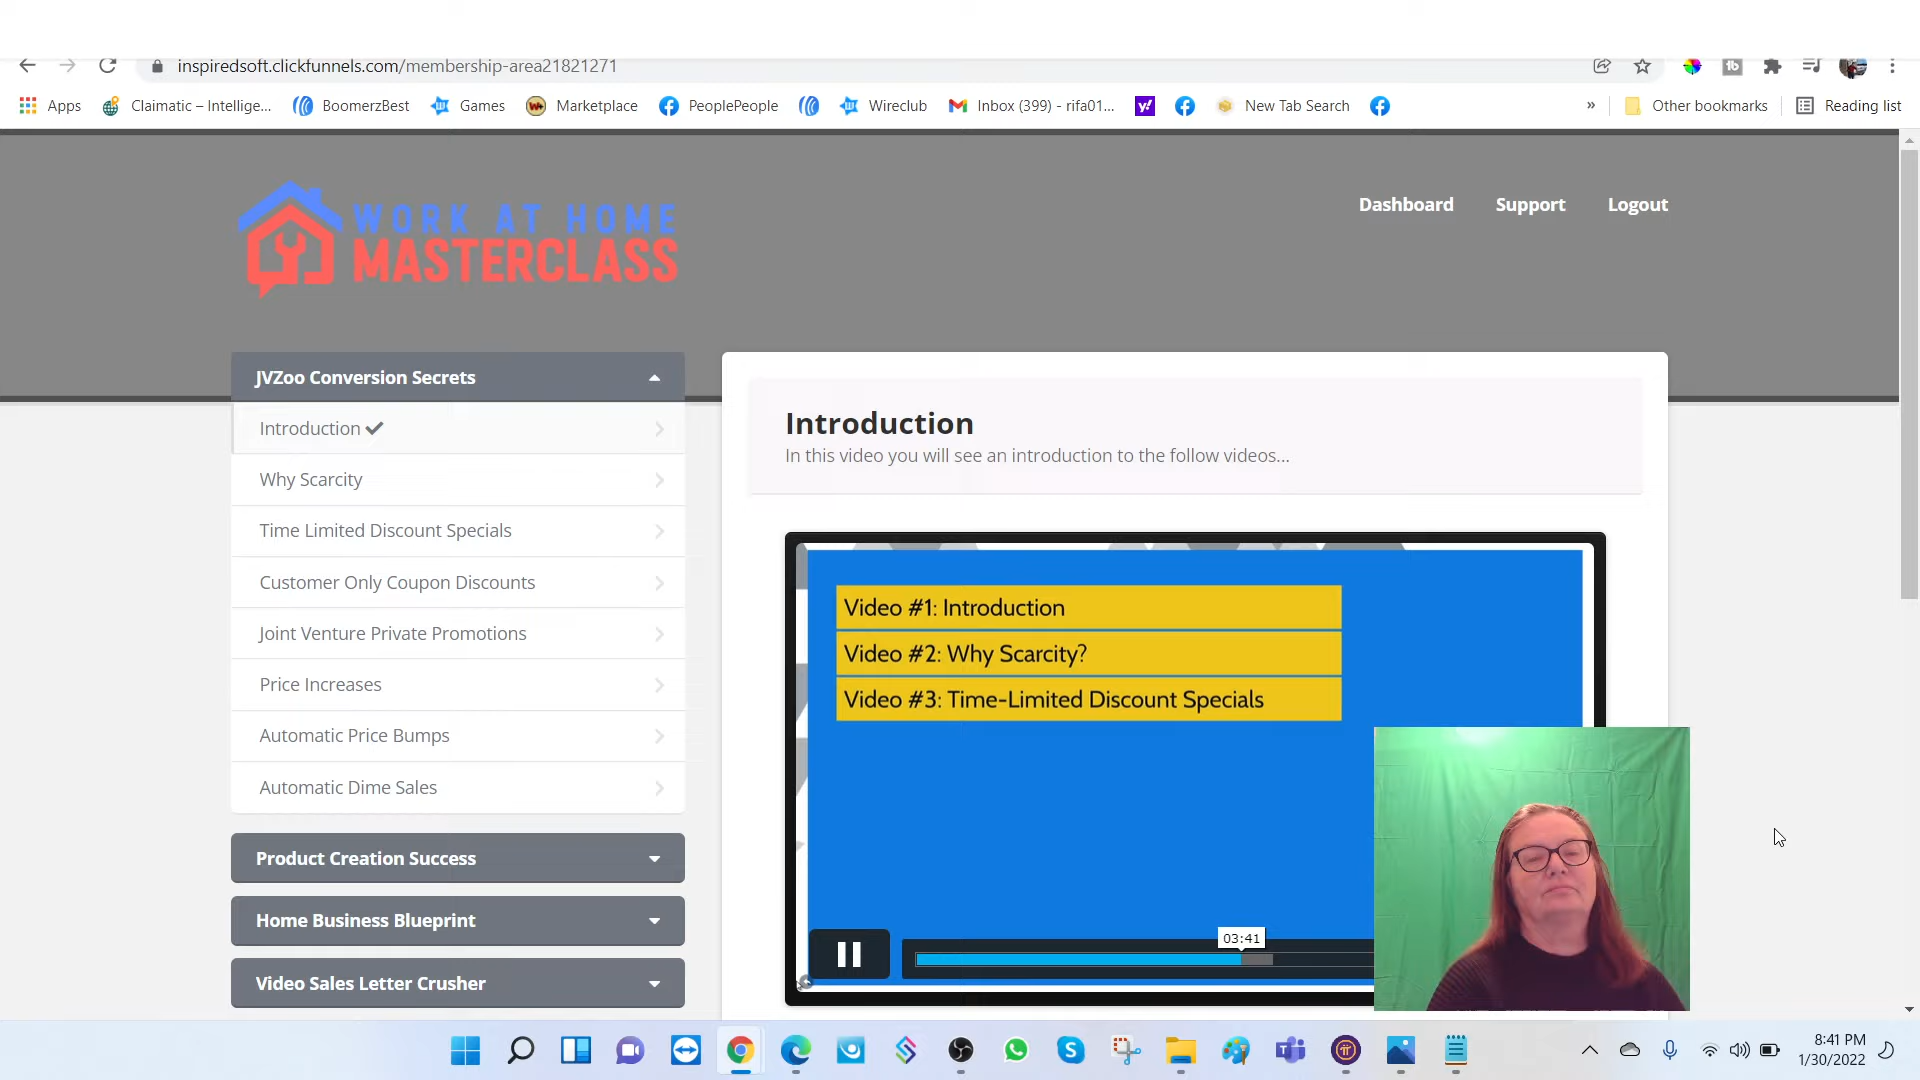 inspiredsoft.clickfunnels.com/membership-area21821271
Apps
Claimatic – Intellige...
BoomerzBest
Games
Marketplace
PeoplePeople
Wireclub
Inbox (399) - rifa01...
New Tab Search
»
Other bookmarks
Reading list
WORK AT HOME
MASTERCLASS
Dashboard
Support
Logout
JVZoo Conversion Secrets
Introduction
Why Scarcity
Time Limited Discount Specials
Customer Only Coupon Discounts
Joint Venture Private Promotions
Price Increases
Automatic Price Bumps
Automatic Dime Sales
Product Creation Success
Home Business Blueprint
Video Sales Letter Crusher
Introduction
In this video you will see an introduction to the follow videos...
Video #1: Introduction
Video #2: Why Scarcity?
Video #3: Time-Limited Discount Specials
03:41
8:41 PM
1/30/2022